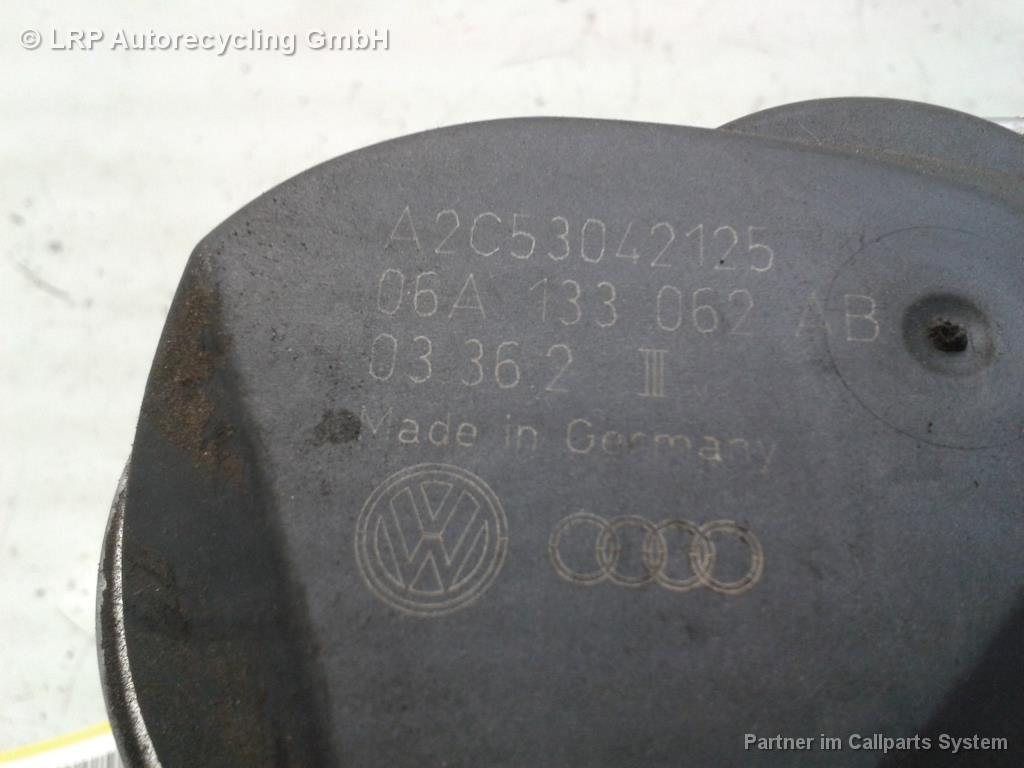 © LRP Autorecycling GmbH
A2C53042125
06A 133 062 AB
03 36 2 III
Made in Germany
VW
Partner im Callparts System